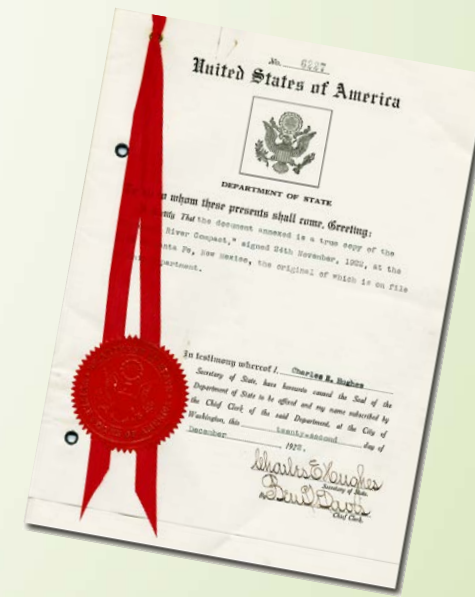 No. 6227
United States of America
DEPARTMENT OF STATE
whom these presents shall come, Greeting:
That the document annexed is a true copy of the
River Compact," signed 24th November, 1922, at the
Fe, New Mexico, the original of which is on file
Department.
In testimony whereof I, Charles E. Hughes
Secretary of State, have hereunto caused the Seal of the
Department of State to be affixed and my name subscribed by
the Chief Clerk of the said Department, at the City of
Washington, this twenty-second day of
December, 1922.
Charles E Hughes
Secretary of State.
By
Chief Clerk.